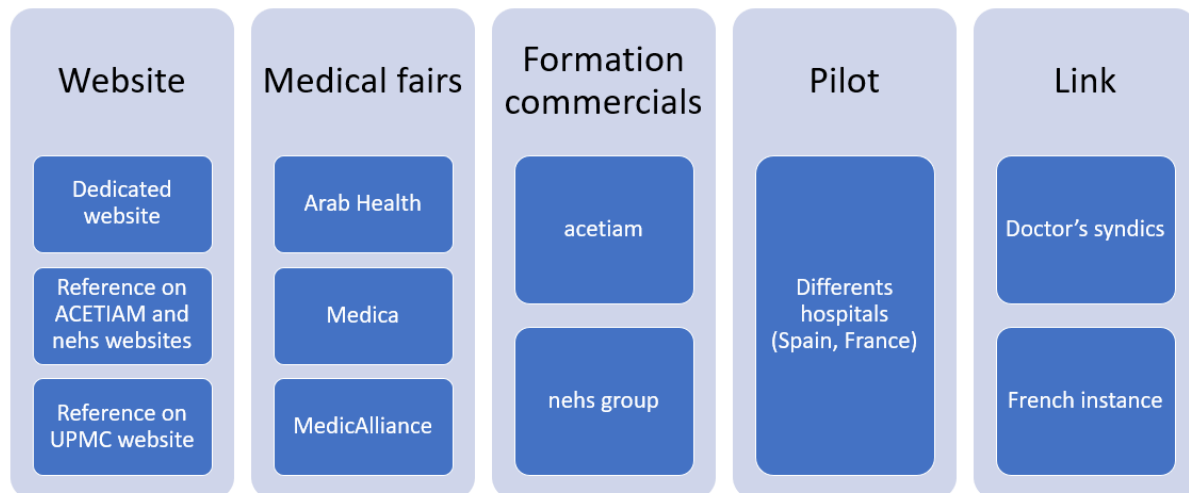 Website
Dedicated
website
Reference on
ACETIAM and
nehs websites
Reference on
UPMC website
Medical fairs
Arab Health
Medica
MedicAlliance
Formation
commercials
acetiam
nehs group
Pilot
Differents
hospitals
(Spain, France)
Link
Doctor’s syndics
French instance